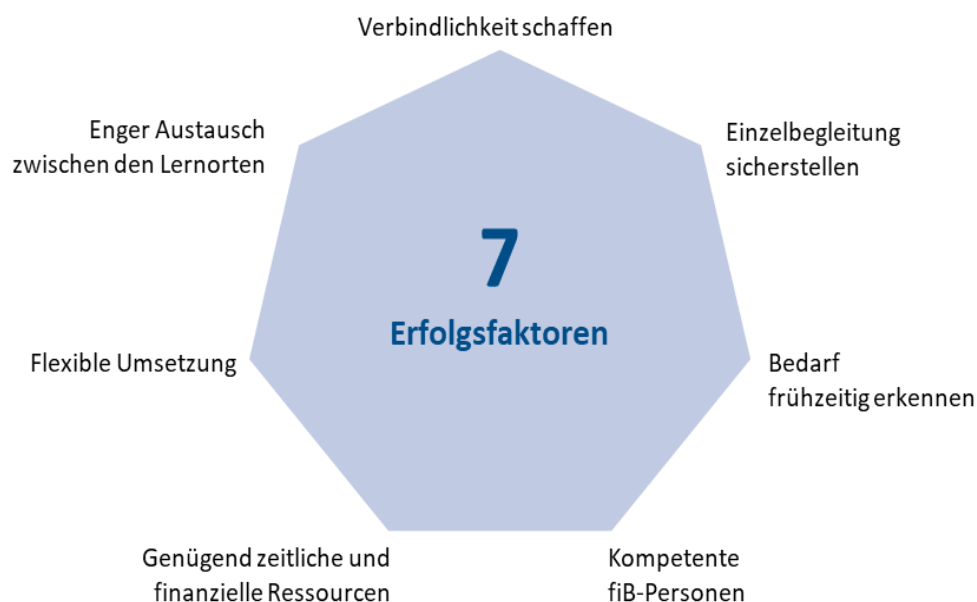 Verbindlichkeit schaffen
Enger Austausch
zwischen den Lernorten
Einzelbegleitung
sicherstellen
7
Erfolgsfaktoren
Flexible Umsetzung
Bedarf
frühzeitig erkennen
Genügend zeitliche und
finanzielle Ressourcen
Kompetente
fiB-Personen